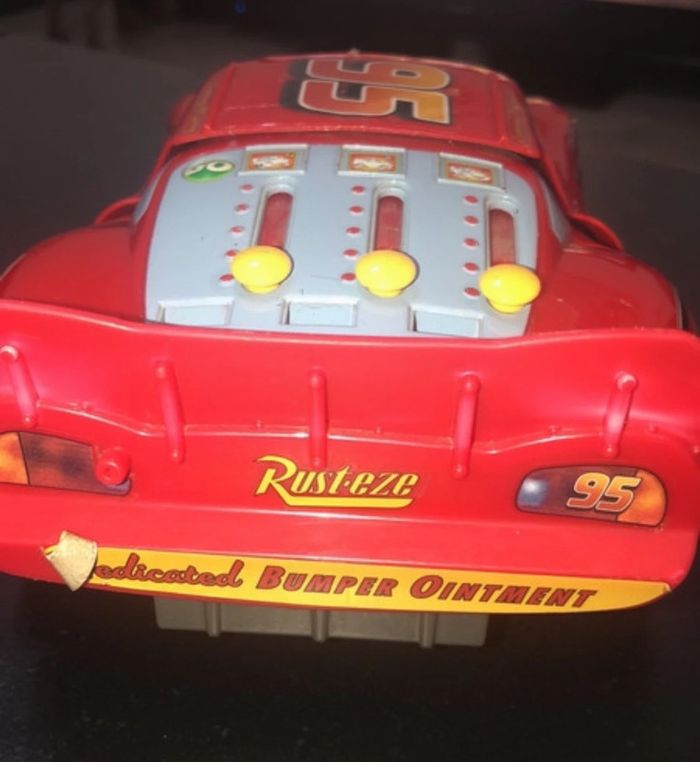 95
Rust-eze
95
edicated BUMPER OINTMENT